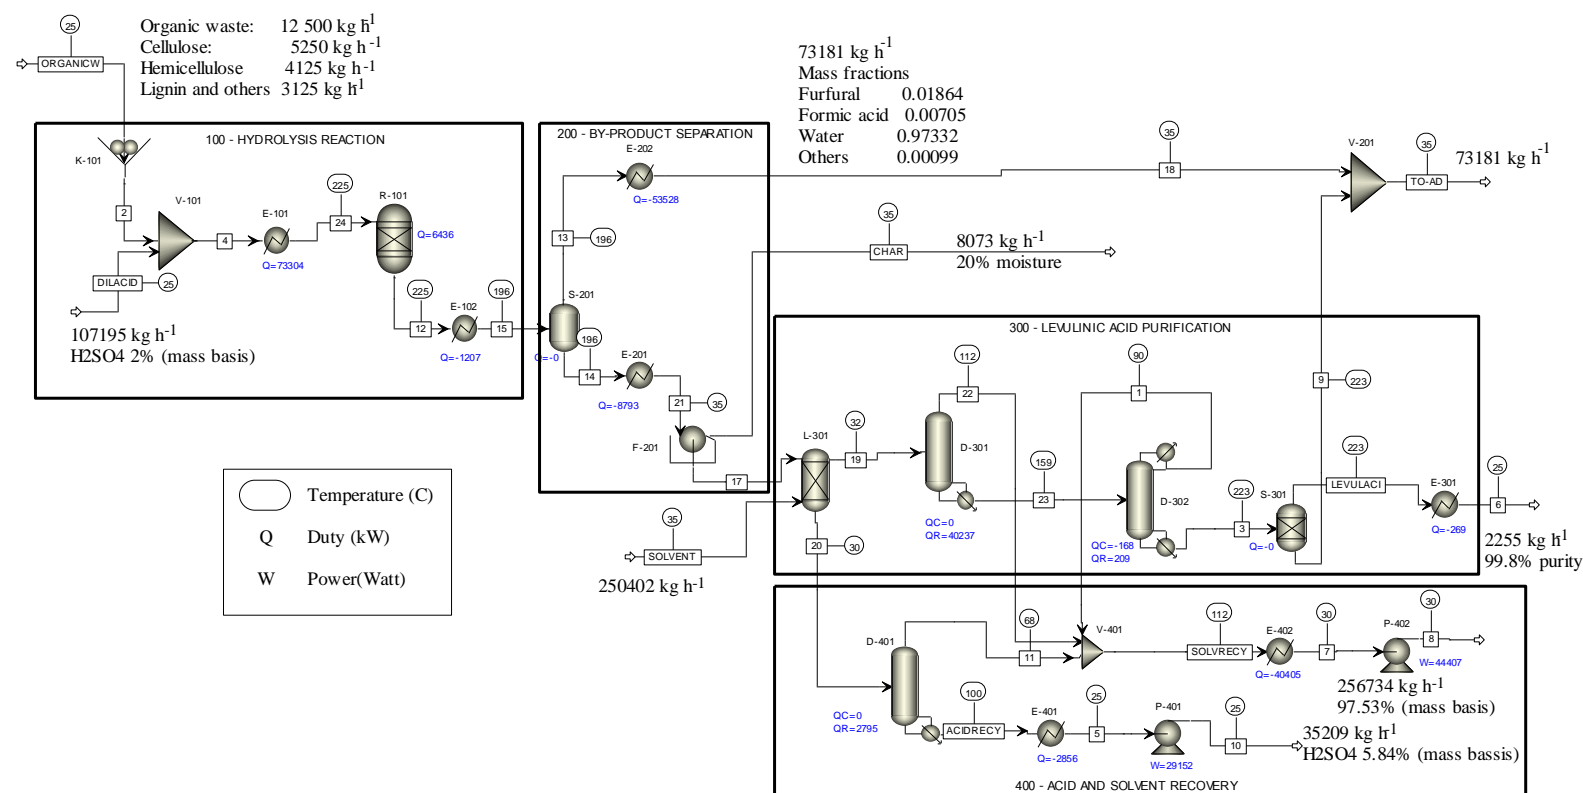 25
ORGANICW
Organic waste: 12 500 kg h-1
Cellulose: 5250 kg h-1
Hemicellulose 4125 kg h-1
Lignin and others 3125 kg h-1
73181 kg h-1
Mass fractions
Furfural 0.01864
Formic acid 0.00705
Water 0.97332
Others 0.00099
100 - HYDROLYSIS REACTION
K-101
2
V-101
4
E-101
Q=73304
225
24
R-101
Q=6436
DILACID
25
107195 kg h-1
H2SO4 2% (mass basis)
225
12
E-102
Q=-1207
196
15
200 - BY-PRODUCT SEPARATION
E-202
Q=-53528
13
196
S-201
Q=-0
196
14
E-201
Q=-8793
21
35
F-201
17
35
18
V-201
35
TO-AD
73181 kg h-1
35
CHAR
8073 kg h-1
20% moisture
300 - LEVULINIC ACID PURIFICATION
L-301
32
19
112
22
D-301
QC=0
QR=40237
159
23
90
1
D-302
QC=-168
QR=209
223
3
S-301
Q=-0
9
223
223
LEVULACI
E-301
Q=-269
25
6
2255 kg h-1
99.8% purity
35
SOLVENT
250402 kg h-1
20
30
Temperature (C)
Q Duty (kW)
W Power(Watt)
D-401
QC=0
QR=2795
68
11
V-401
112
SOLVRECY
E-402
Q=-40405
30
7
P-402
W=44407
30
8
256734 kg h-1
97.53% (mass basis)
100
ACIDRECY
E-401
Q=-2856
25
5
P-401
W=29152
25
10
35209 kg h-1
H2SO4 5.84% (mass bassis)
400 - ACID AND SOLVENT RECOVERY